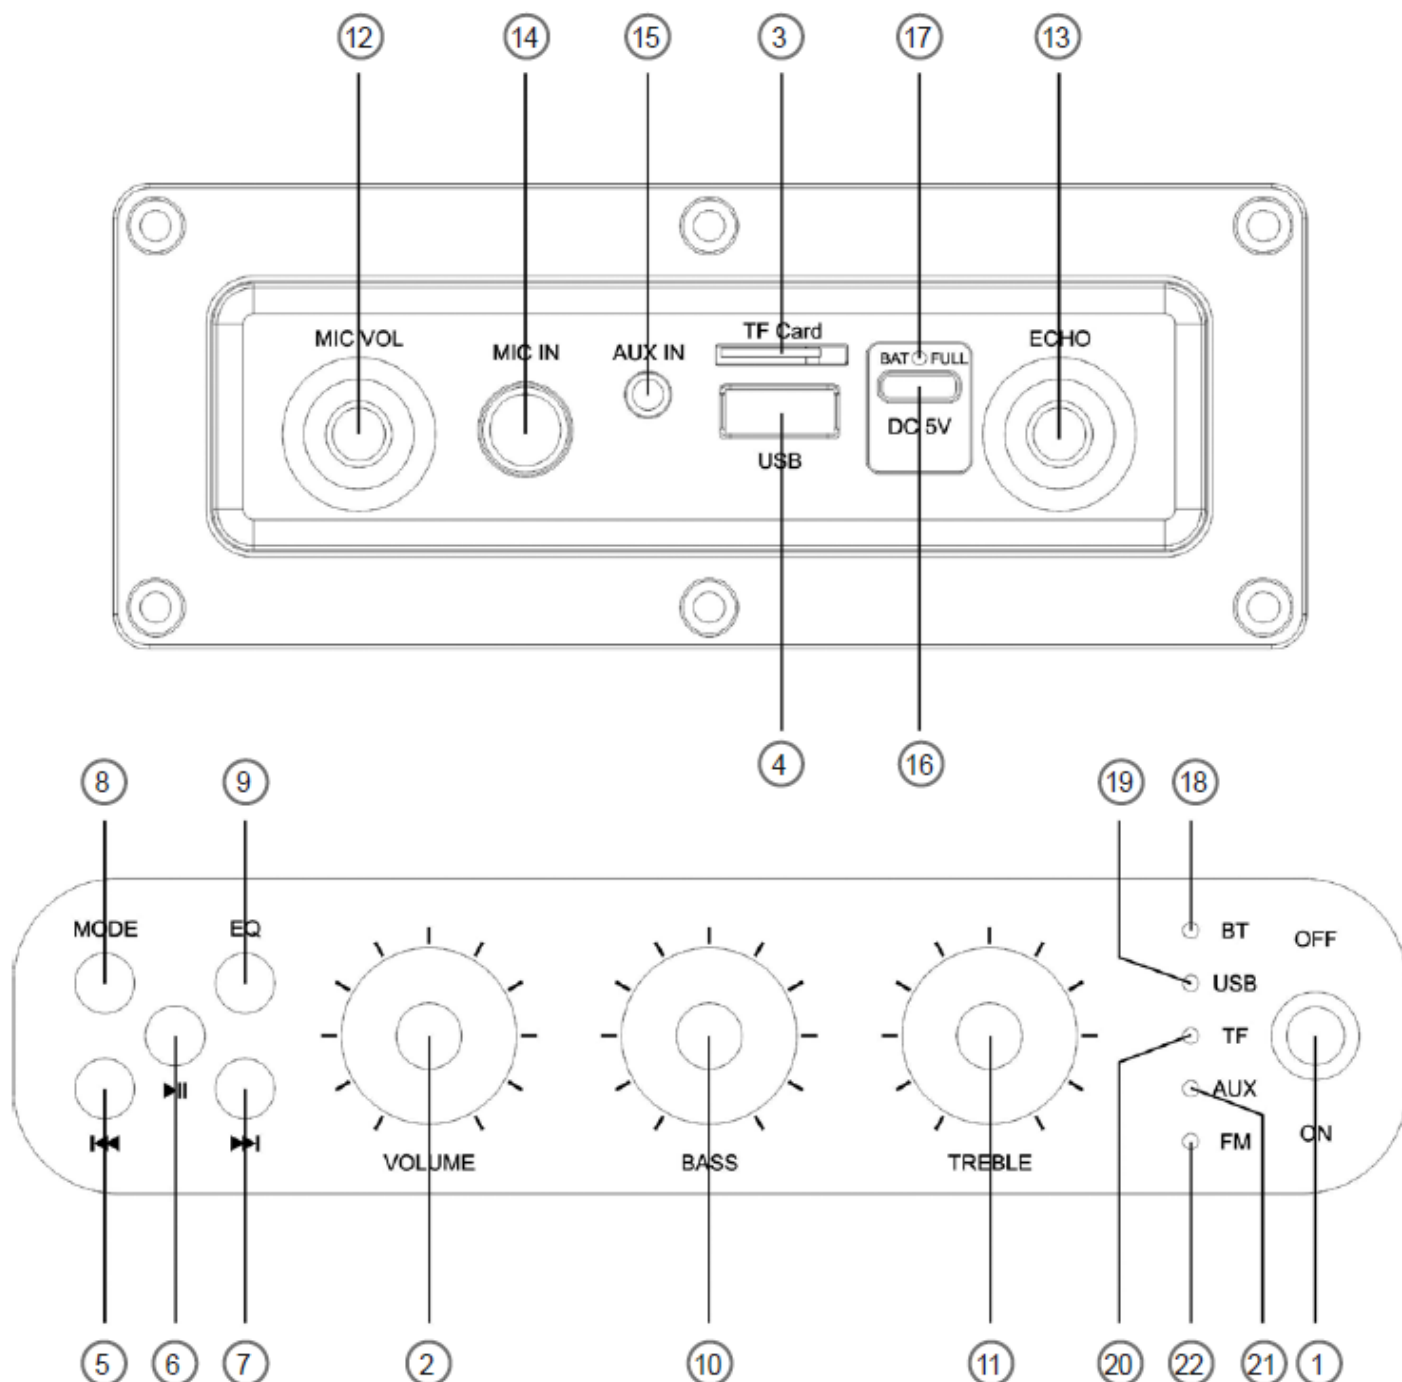 12 14 15 3 17 13
TF Card
MIC VOL MIC IN AUX IN BAT FULL ECHO
DC 5V
USB
4 16
8 9 19 18
MODE EQ BT OFF
USB
TF
AUX
FM ON
VOLUME BASS TREBLE
5 6 7 2 10 11 20 22 21 1